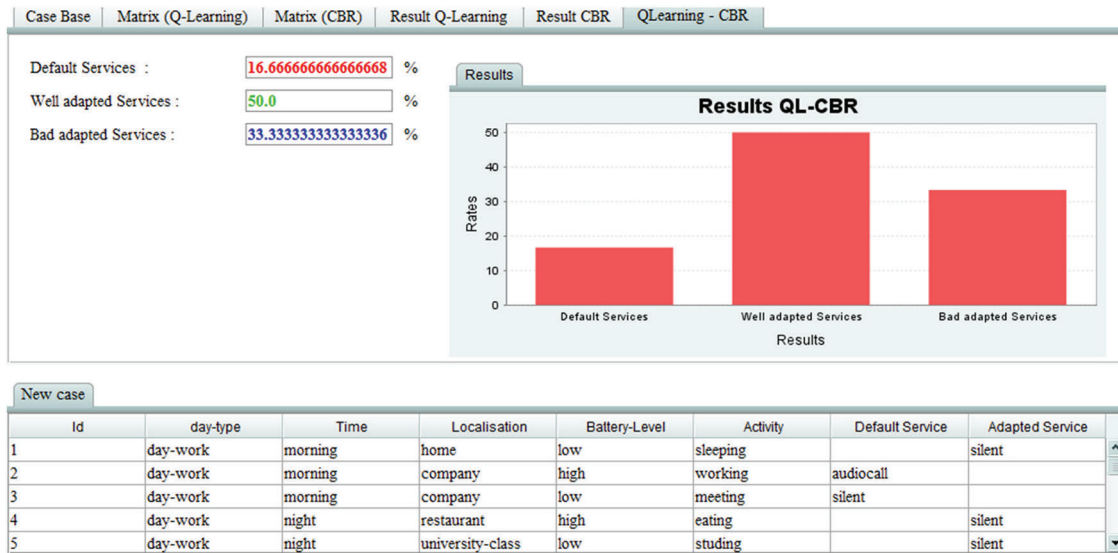 Case Base Matrix (Q-Learning) Matrix (CBR) Result Q-Learning Result CBR QLearning - CBR
Default Services : 16.666666666666668 %
Well adapted Services : 50.0 %
Bad adapted Services : 33.333333333333336 %
Results
Results QL-CBR
50
40
30
20
10
0
Rates
Default Services Well adapted Services Bad adapted Services
Results
New case
Id day-type Time Localisation Battery-Level Activity Default Service Adapted Service
1 day-work morning home low sleeping silent
2 day-work morning company high working audiocall
3 day-work morning company low meeting silent
4 day-work night restaurant high eating silent
5 day-work night university-class low studing silent